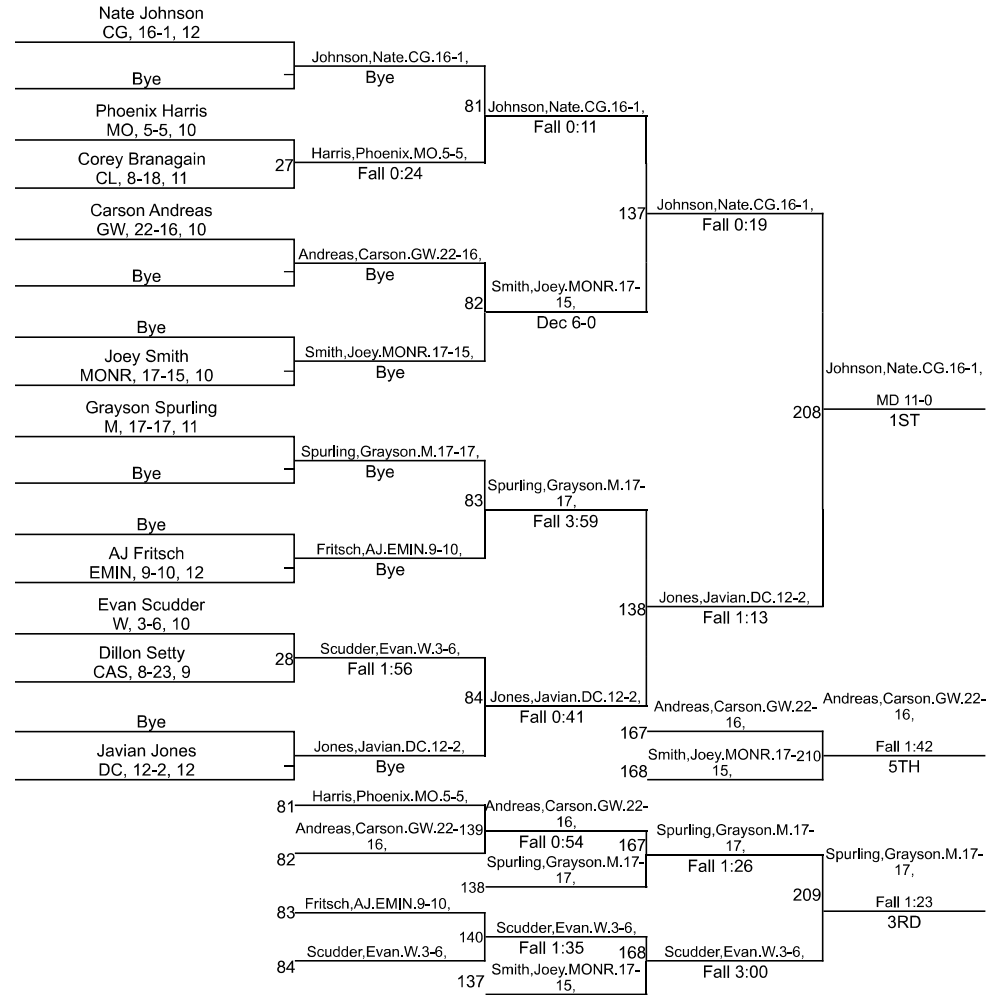 Nate Johnson
CG, 16-1, 12
Johnson,Nate.CG.16-1,
Bye
Bye
81
Johnson,Nate.CG.16-1,
Fall 0:11
Phoenix Harris
MO, 5-5, 10
Corey Branagain
CL, 8-18, 11
27
Harris,Phoenix.MO.5-5,
Fall 0:24
137
Johnson,Nate.CG.16-1,
Fall 0:19
Carson Andreas
GW, 22-16, 10
Andreas,Carson.GW.22-16,
Bye
Bye
82
Smith,Joey.MONR.17-
15,
Dec 6-0
Bye
Joey Smith
MONR, 17-15, 10
Smith,Joey.MONR.17-15,
Bye
208
Johnson,Nate.CG.16-1,
MD 11-0
1ST
Grayson Spurling
M, 17-17, 11
Spurling,Grayson.M.17-17,
Bye
Bye
83
Spurling,Grayson.M.17-
17,
Fall 3:59
Bye
AJ Fritsch
EMIN, 9-10, 12
Fritsch,AJ.EMIN.9-10,
Bye
138
Jones,Javian.DC.12-2,
Fall 1:13
Evan Scudder
W, 3-6, 10
Dillon Setty
CAS, 8-23, 9
28
Scudder,Evan.W.3-6,
Fall 1:56
84
Jones,Javian.DC.12-2,
Fall 0:41
Bye
Javian Jones
DC, 12-2, 12
Jones,Javian.DC.12-2,
Bye
Andreas,Carson.GW.22-
16,
167
Smith,Joey.MONR.17-
15,
168
210
Andreas,Carson.GW.22-
16,
Fall 1:42
5TH
81
Harris,Phoenix.MO.5-5,
Andreas,Carson.GW.22-
16,
82
139
Andreas,Carson.GW.22-
16,
Fall 0:54
Spurling,Grayson.M.17-
17,
138
167
Spurling,Grayson.M.17-
17,
Fall 1:26
209
Spurling,Grayson.M.17-
17,
Fall 1:23
3RD
83
Fritsch,AJ.EMIN.9-10,
84
Scudder,Evan.W.3-6,
140
Scudder,Evan.W.3-6,
Fall 1:35
137
Smith,Joey.MONR.17-
15,
168
Scudder,Evan.W.3-6,
Fall 3:00